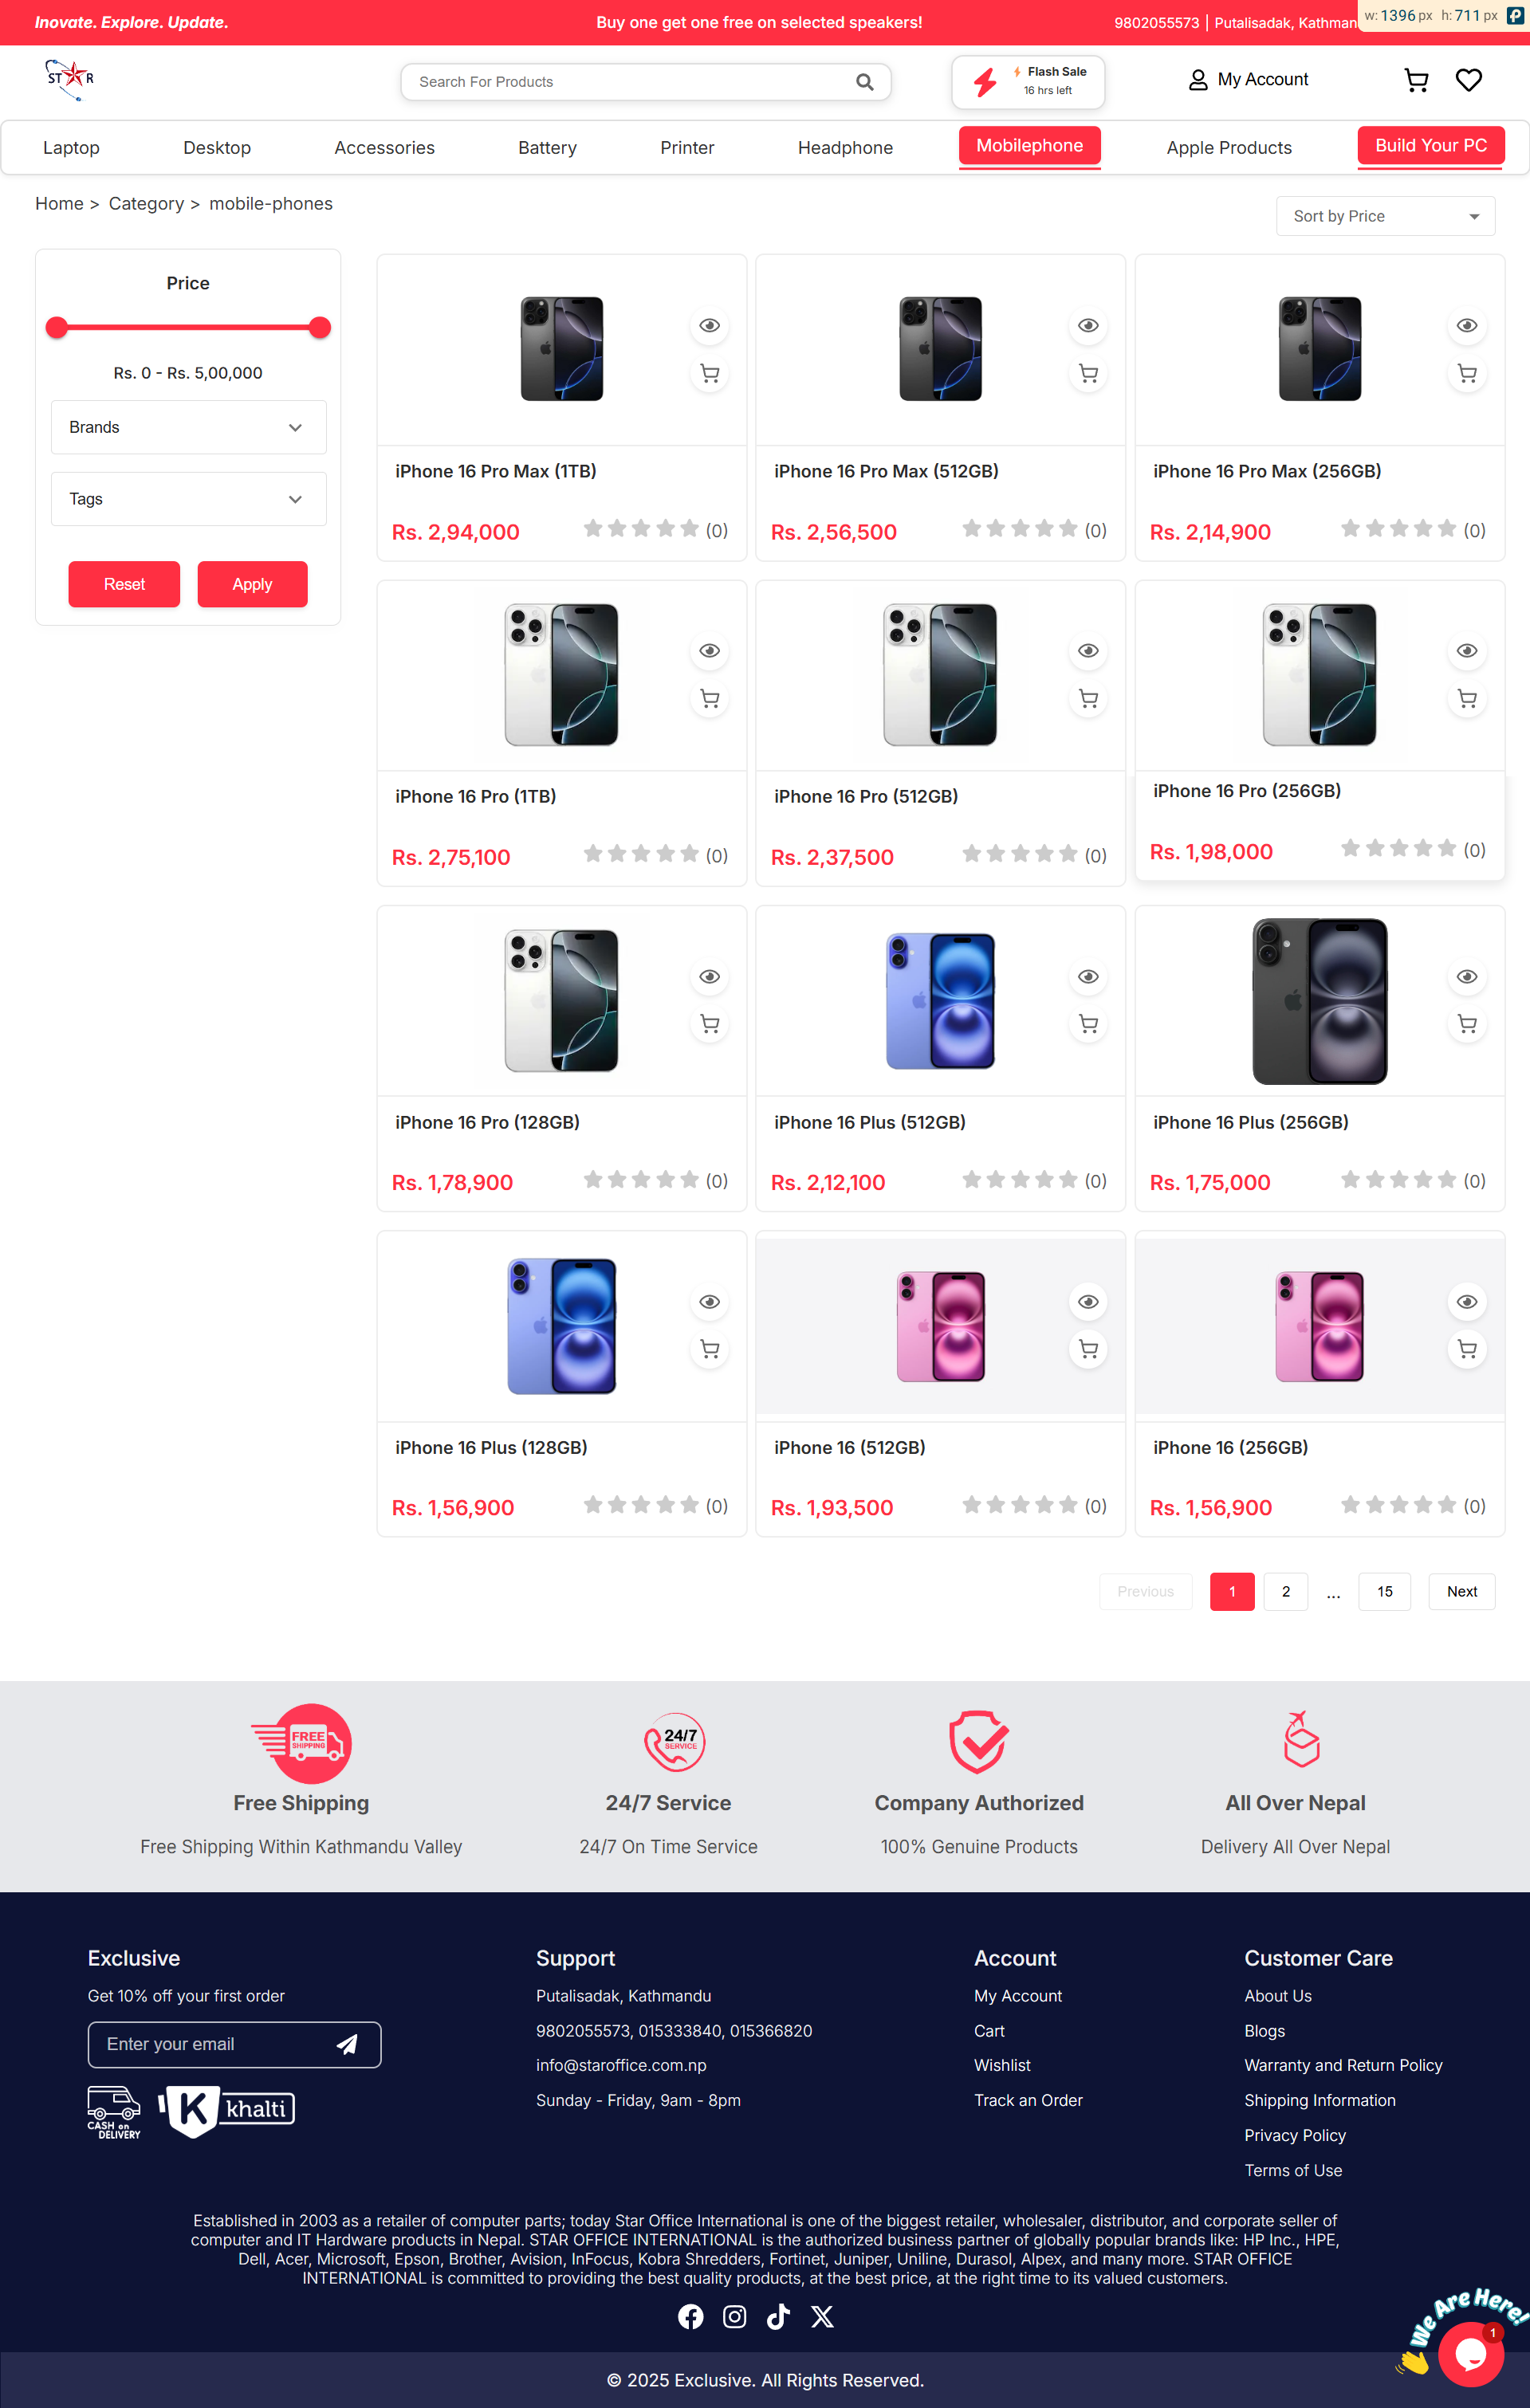 Inovate. Explore. Update.
Buy one get one free on selected speakers!
9802055573 | Putalisadak, Kathman
w: 1396 px h: 711 px
STAR
Search For Products
Flash Sale
16 hrs left
My Account
Laptop
Desktop
Accessories
Battery
Printer
Headphone
Mobilephone
Apple Products
Build Your PC
Home > Category > mobile-phones
Sort by Price
Price
Rs. 0 - Rs. 5,00,000
Brands
Tags
Reset
Apply
iPhone 16 Pro Max (1TB)
Rs. 2,94,000
(0)
iPhone 16 Pro Max (512GB)
Rs. 2,56,500
(0)
iPhone 16 Pro Max (256GB)
Rs. 2,14,900
(0)
iPhone 16 Pro (1TB)
Rs. 2,75,100
(0)
iPhone 16 Pro (512GB)
Rs. 2,37,500
(0)
iPhone 16 Pro (256GB)
Rs. 1,98,000
(0)
iPhone 16 Pro (128GB)
Rs. 1,78,900
(0)
iPhone 16 Plus (512GB)
Rs. 2,12,100
(0)
iPhone 16 Plus (256GB)
Rs. 1,75,000
(0)
iPhone 16 Plus (128GB)
Rs. 1,56,900
(0)
iPhone 16 (512GB)
Rs. 1,93,500
(0)
iPhone 16 (256GB)
Rs. 1,56,900
(0)
Previous
1
2
...
15
Next
FREE
SHIPPING
Free Shipping
Free Shipping Within Kathmandu Valley
24/7
SERVICE
24/7 Service
24/7 On Time Service
Company Authorized
100% Genuine Products
All Over Nepal
Delivery All Over Nepal
Exclusive
Get 10% off your first order
Enter your email
CASH on
DELIVERY
K khalti
Support
Putalisadak, Kathmandu
9802055573, 015333840, 015366820
info@staroffice.com.np
Sunday - Friday, 9am - 8pm
Account
My Account
Cart
Wishlist
Track an Order
Customer Care
About Us
Blogs
Warranty and Return Policy
Shipping Information
Privacy Policy
Terms of Use
Established in 2003 as a retailer of computer parts; today Star Office International is one of the biggest retailer, wholesaler, distributor, and corporate seller of
computer and IT Hardware products in Nepal. STAR OFFICE INTERNATIONAL is the authorized business partner of globally popular brands like: HP Inc., HPE,
Dell, Acer, Microsoft, Epson, Brother, Avision, InFocus, Kobra Shredders, Fortinet, Juniper, Uniline, Durasol, Alpex, and many more. STAR OFFICE
INTERNATIONAL is committed to providing the best quality products, at the best price, at the right time to its valued customers.
We Are Here!
1
© 2025 Exclusive. All Rights Reserved.